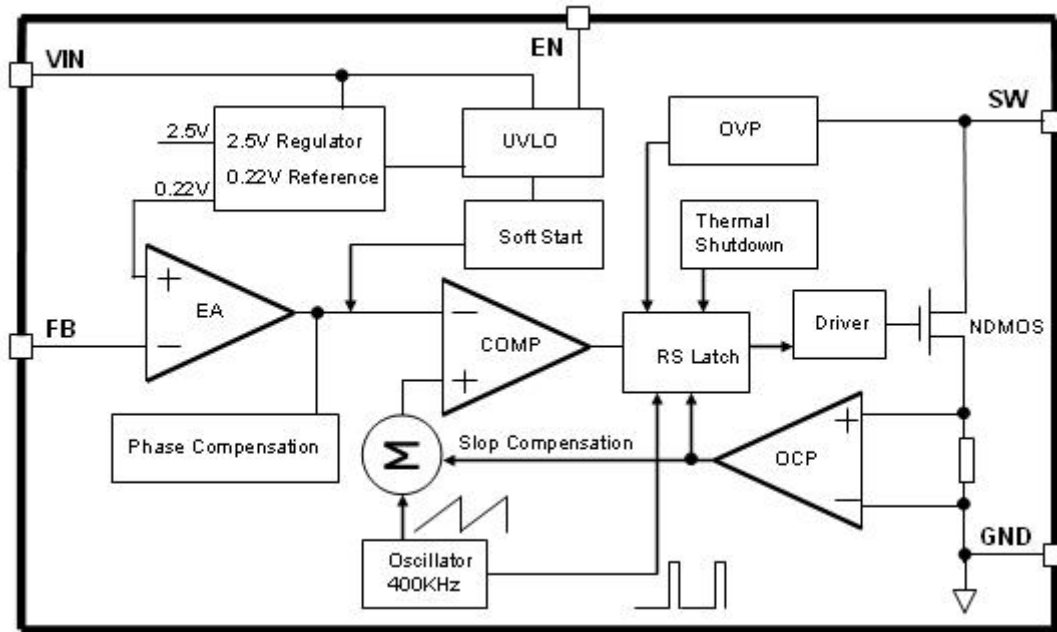 EN
VIN
SW
2.5V
2.5V Regulator
0.22V Reference
UVLO
OVP
0.22V
Soft Start
Thermal
Shutdown
FB
EA
+
−
COMP
−
+
RS Latch
Driver
NDMOS
Phase Compensation
Σ
Slop Compensation
OCP
+
−
GND
Oscillator
400KHz